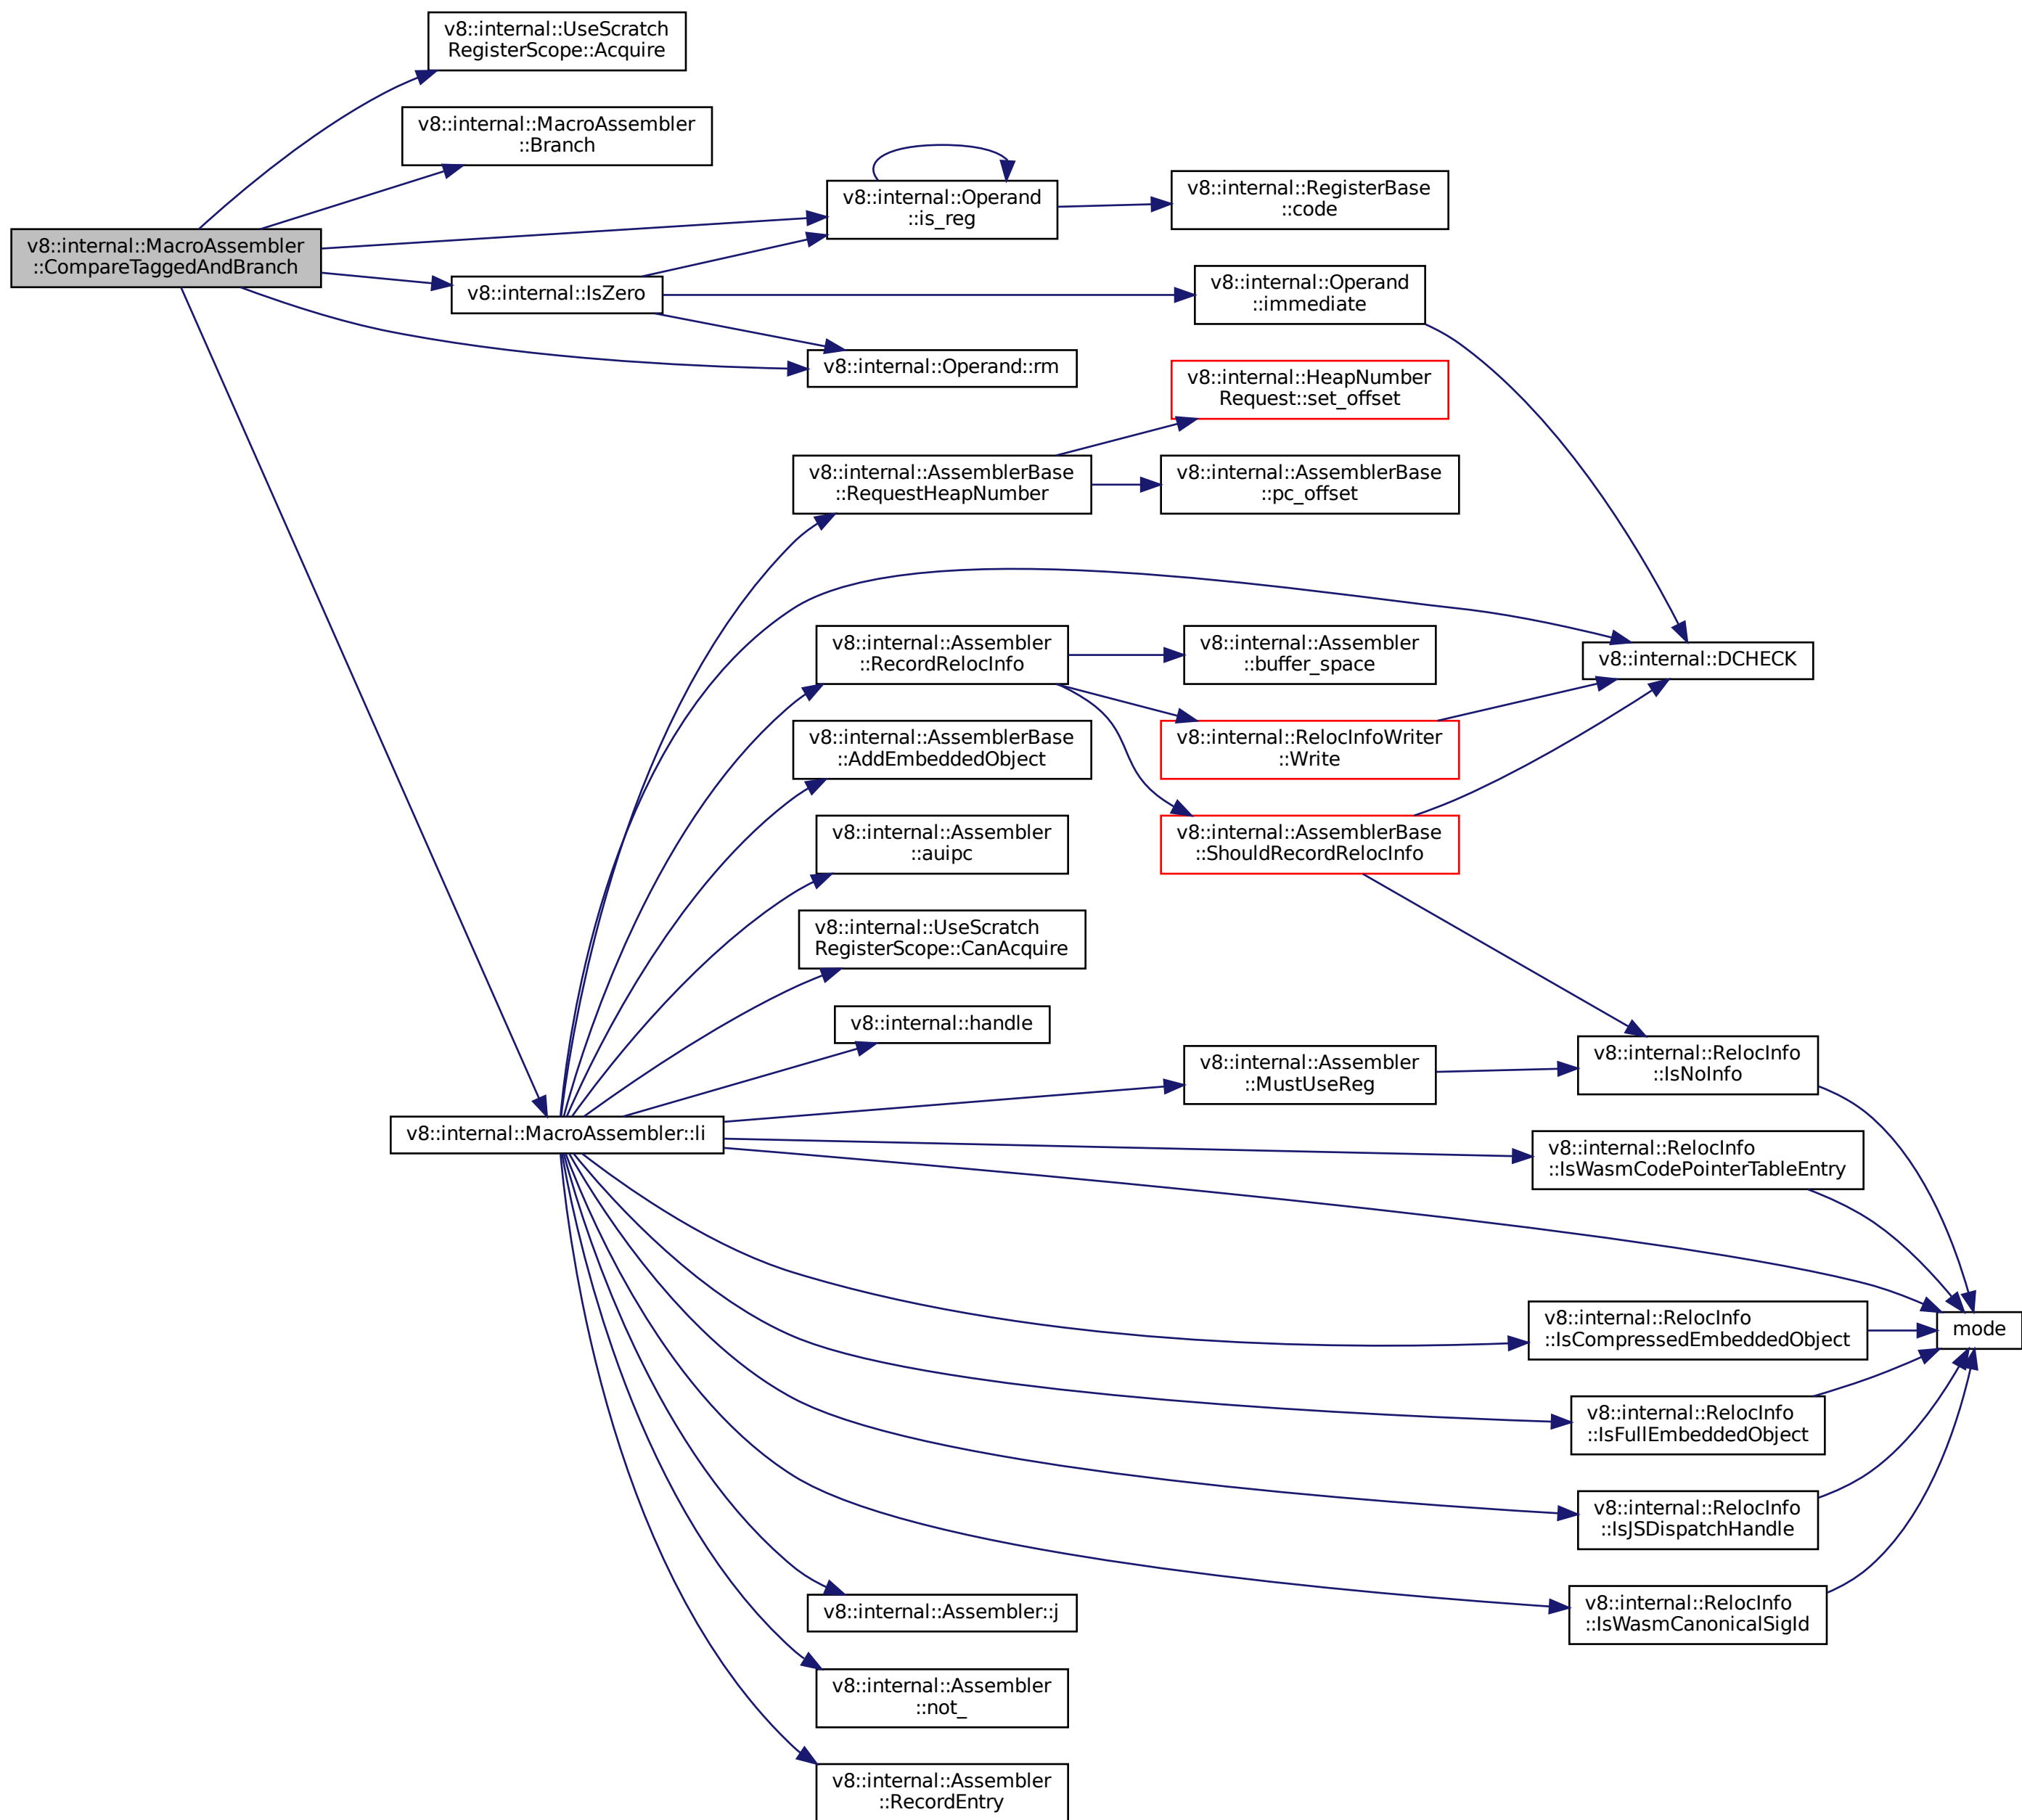 v8::internal::UseScratch
RegisterScope::Acquire
v8::internal::MacroAssembler
::Branch
v8::internal::Operand
::is_reg
v8::internal::RegisterBase
::code
v8::internal::MacroAssembler
::CompareTaggedAndBranch
v8::internal::IsZero
v8::internal::Operand
::immediate
v8::internal::Operand::rm
v8::internal::HeapNumber
Request::set_offset
v8::internal::AssemblerBase
::RequestHeapNumber
v8::internal::AssemblerBase
::pc_offset
v8::internal::Assembler
::RecordRelocInfo
v8::internal::Assembler
::buffer_space
v8::internal::DCHECK
v8::internal::AssemblerBase
::AddEmbeddedObject
v8::internal::RelocInfoWriter
::Write
v8::internal::Assembler
::auipc
v8::internal::AssemblerBase
::ShouldRecordRelocInfo
v8::internal::UseScratch
RegisterScope::CanAcquire
v8::internal::handle
v8::internal::Assembler
::MustUseReg
v8::internal::RelocInfo
::IsNoInfo
v8::internal::MacroAssembler::li
v8::internal::RelocInfo
::IsWasmCodePointerTableEntry
v8::internal::RelocInfo
::IsCompressedEmbeddedObject
mode
v8::internal::RelocInfo
::IsFullEmbeddedObject
v8::internal::RelocInfo
::IsJSDispatchHandle
v8::internal::Assembler::j
v8::internal::RelocInfo
::IsWasmCanonicalSigId
v8::internal::Assembler
::not_
v8::internal::Assembler
::RecordEntry